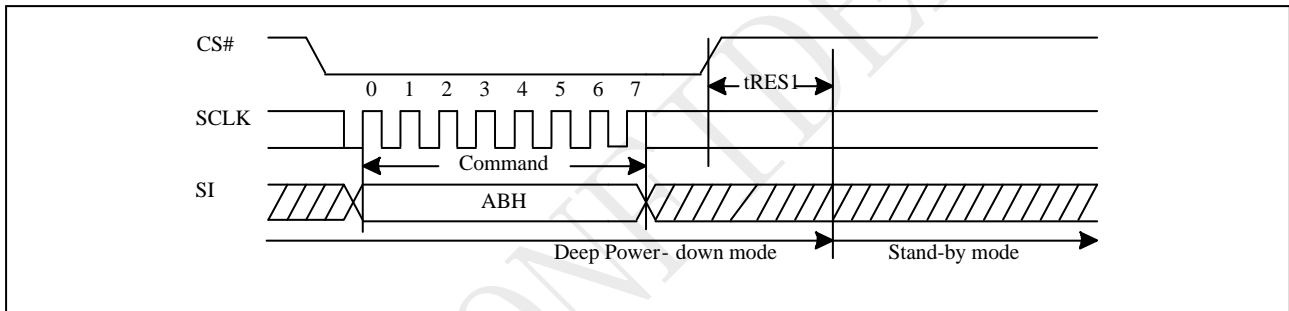 CS#
0 1 2 3 4 5 6 7
tRES1
SCLK
Command
SI
ABH
Deep Power- down mode
Stand-by mode